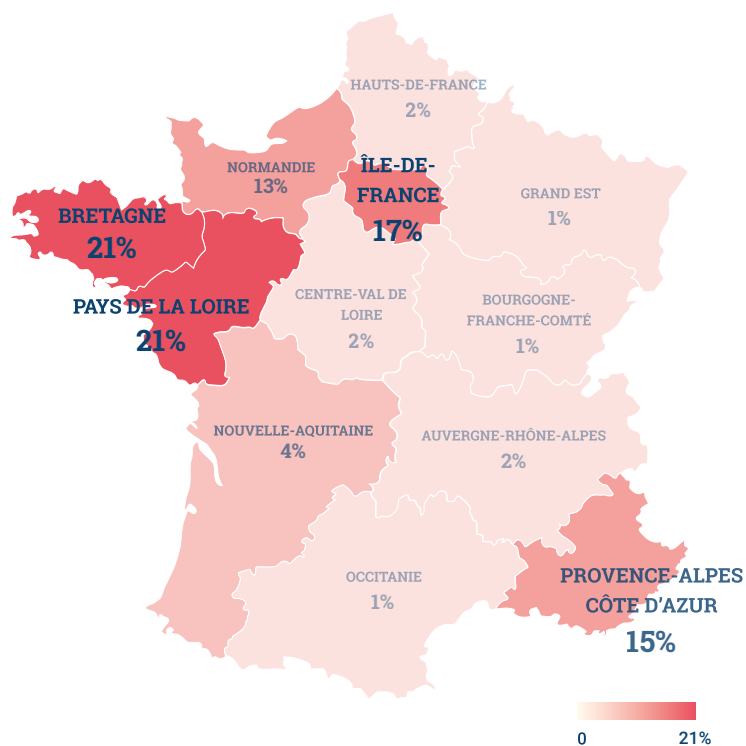 HAUTS-DE-FRANCE
2%
NORMANDIE
13%
ÎLE-DE-
FRANCE
17%
GRAND EST
1%
BRETAGNE
21%
PAYS DE LA LOIRE
21%
CENTRE-VAL DE
LOIRE
2%
BOURGOGNE-
FRANCHE-COMTÉ
1%
NOUVELLE-AQUITAINE
4%
AUVERGNE-RHÔNE-ALPES
2%
OCCITANIE
1%
PROVENCE-ALPES
CÔTE D'AZUR
15%
0
21%